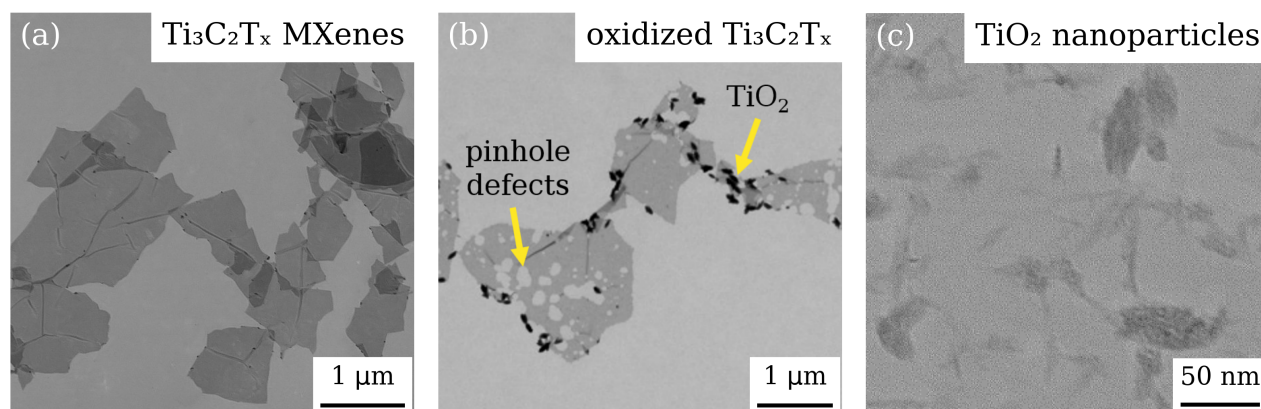 (a) Ti₃C₂Tₓ MXenes
pinhole
defects
1 μm
(b) oxidized Ti₃C₂Tₓ
TiO₂
1 μm
(c) TiO₂ nanoparticles
50 nm